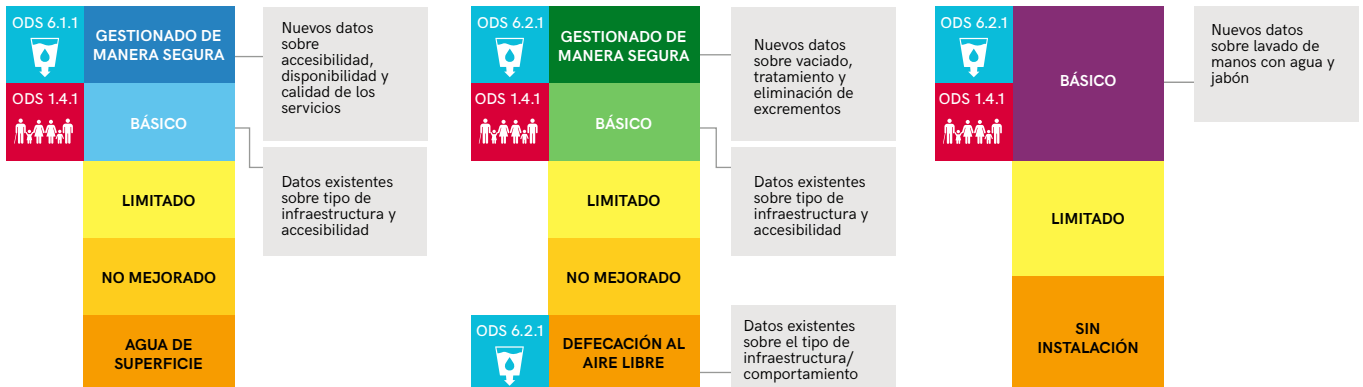 ODS 6.1.1
GESTIONADO DE
MANERA SEGURA
Nuevos datos
sobre
accesibilidad,
disponibilidad y
calidad de los
servicios
ODS 1.4.1
BÁSICO
Datos existentes
sobre tipo de
infraestructura y
accesibilidad
LIMITADO
NO MEJORADO
AGUA DE
SUPERFICIE
ODS 6.2.1
GESTIONADO DE
MANERA SEGURA
Nuevos datos
sobre vaciado,
tratamiento y
eliminación de
excrementos
ODS 1.4.1
BÁSICO
Datos existentes
sobre tipo de
infraestructura y
accesibilidad
LIMITADO
NO MEJORADO
ODS 6.2.1
DEFECACIÓN AL
AIRE LIBRE
Datos existentes
sobre el tipo de
infraestructura/
comportamiento
ODS 6.2.1
ODS 1.4.1
BÁSICO
Nuevos datos
sobre lavado de
manos con agua y
jabón
LIMITADO
SIN
INSTALACIÓN